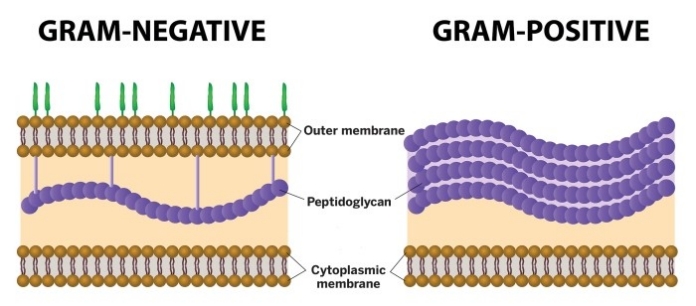 GRAM-NEGATIVE
GRAM-POSITIVE
Outer membrane
Peptidoglycan
Cytoplasmic
membrane